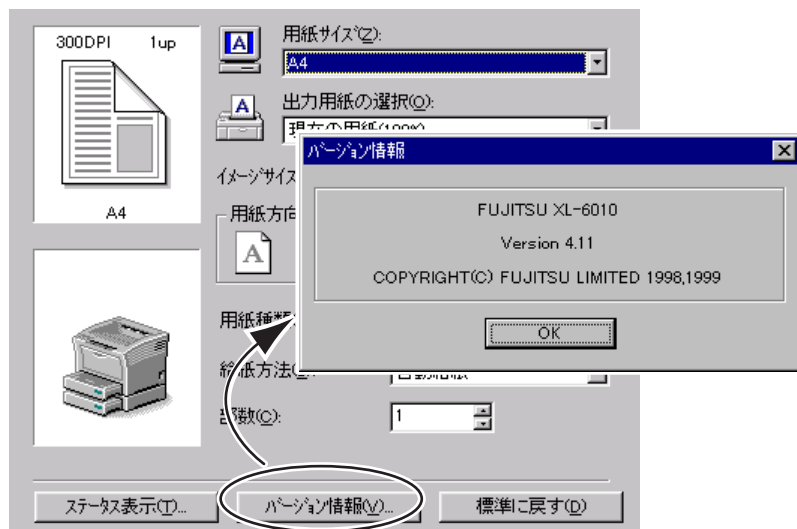 300DPI 1up
A4
用紙サイズ(Z):
A4
出力用紙の選択(O):
イメージサイズ
用紙方向
A
用紙種類
給紙方法
部数(C):
1
バージョン情報
FUJITSU XL-6010
Version 4.11
COPYRIGHT(C) FUJITSU LIMITED 1998,1999
OK
ステータス表示(T)...
バージョン情報(V)...
標準に戻す(D)